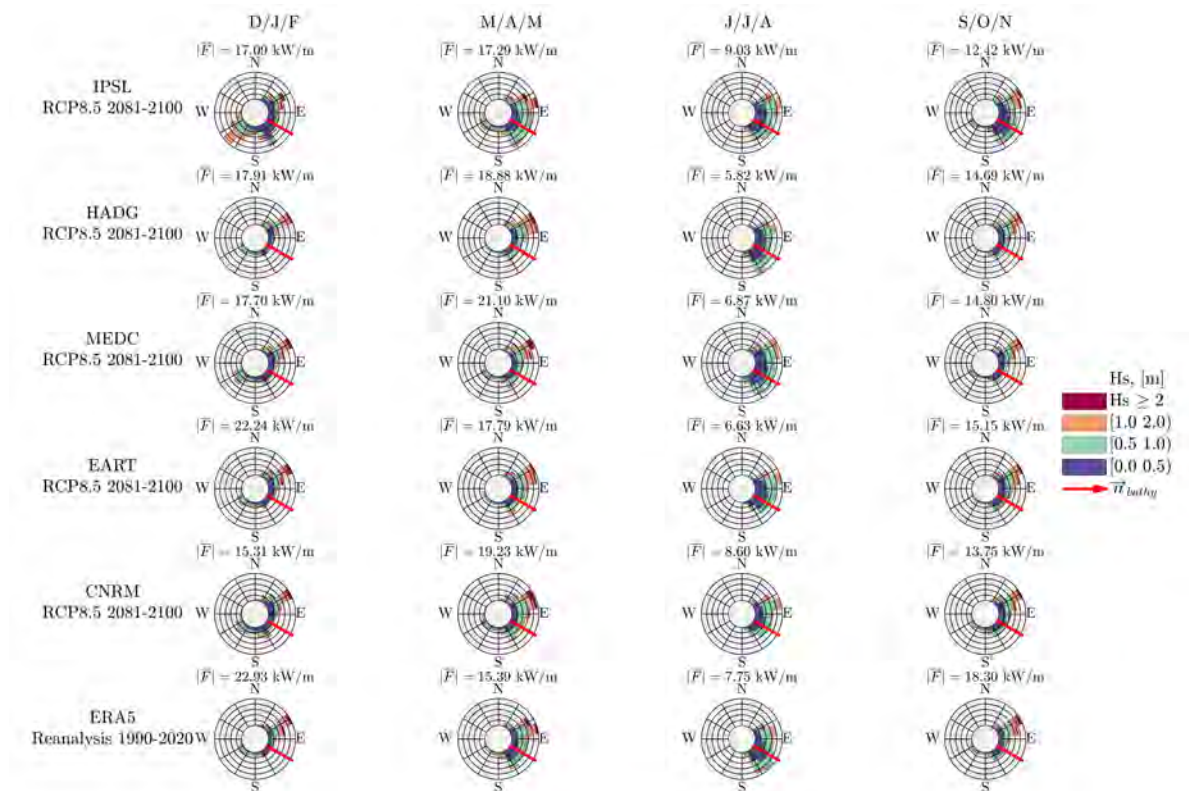 D/J/F M/A/M J/J/A S/O/N
|F| = 17.09 kW/m |F| = 17.29 kW/m |F| = 9.03 kW/m |F| = 12.42 kW/m
N N N N
IPSL
RCP8.5 2081-2100
W E W E W E W E
S S S S
|F| = 17.91 kW/m |F| = 18.88 kW/m |F| = 5.82 kW/m |F| = 14.69 kW/m
N N N N
HADG
RCP8.5 2081-2100
W E W E W E W E
S S S S
|F| = 17.70 kW/m |F| = 21.10 kW/m |F| = 6.87 kW/m |F| = 14.80 kW/m
N N N N
MEDC
RCP8.5 2081-2100
W E W E W E W E
S S S S
|F| = 22.24 kW/m |F| = 17.79 kW/m |F| = 6.63 kW/m |F| = 15.15 kW/m
N N N N
EART
RCP8.5 2081-2100
W E W E W E W E
S S S S
|F| = 15.31 kW/m |F| = 19.23 kW/m |F| = 8.60 kW/m |F| = 13.75 kW/m
N N N N
CNRM
RCP8.5 2081-2100
W E W E W E W E
S S S S
|F| = 22.93 kW/m |F| = 15.39 kW/m |F| = 7.75 kW/m |F| = 18.30 kW/m
N N N N
ERA5
Reanalysis 1990-2020
W E W E W E W E
S S S S
Hs, [m]
Hs ≥ 2
[1.0 2.0)
[0.5 1.0)
[0.0 0.5)
n bathy